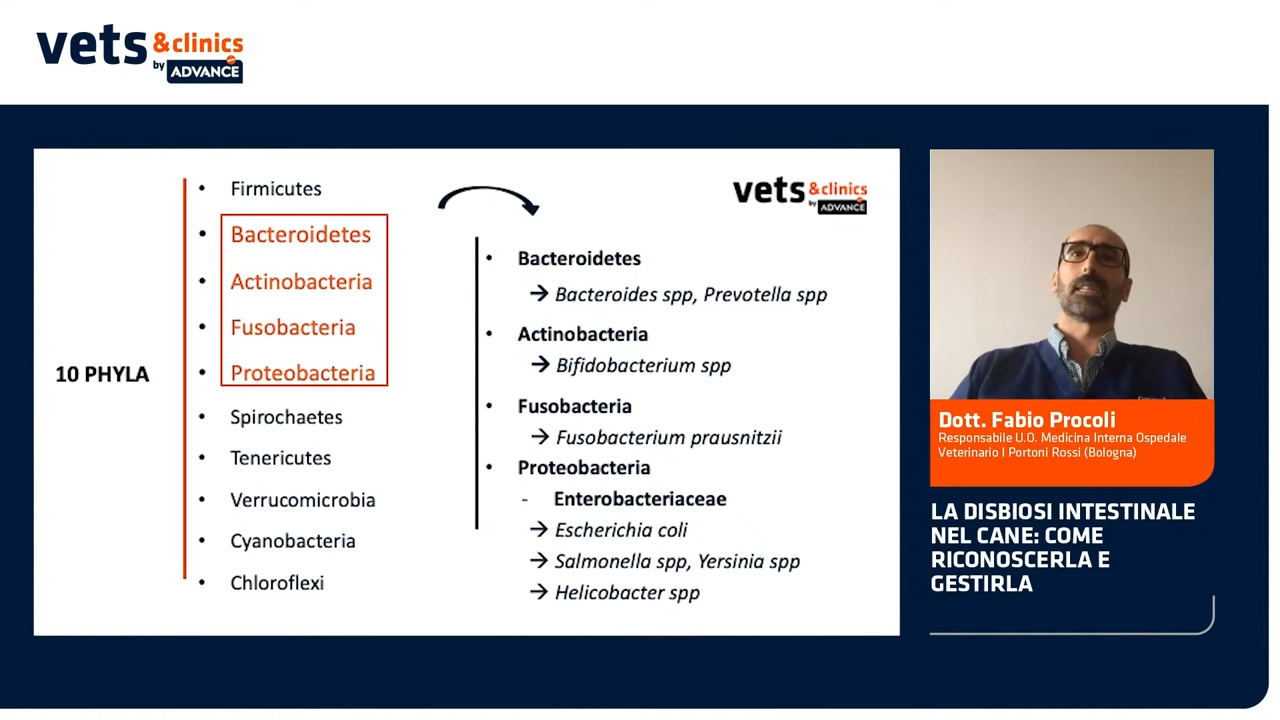 vets &clinics
by ADVANCE
10 PHYLA
• Firmicutes
• Bacteroidetes
• Actinobacteria
• Fusobacteria
• Proteobacteria
• Spirochaetes
• Tenericutes
• Verrucomicrobia
• Cyanobacteria
• Chloroflexi
vets &clinics
by ADVANCE
• Bacteroidetes
→ Bacteroides spp, Prevotella spp
• Actinobacteria
→ Bifidobacterium spp
• Fusobacteria
→ Fusobacterium prausnitzii
• Proteobacteria
- Enterobacteriaceae
→ Escherichia coli
→ Salmonella spp, Yersinia spp
→ Helicobacter spp
Dott. Fabio Procoli
Responsabile U.O. Medicina Interna Ospedale
Veterinario I Portoni Rossi (Bologna)
LA DISBIOSI INTESTINALE
NEL CANE: COME
RICONOSCERLA E
GESTIRLA